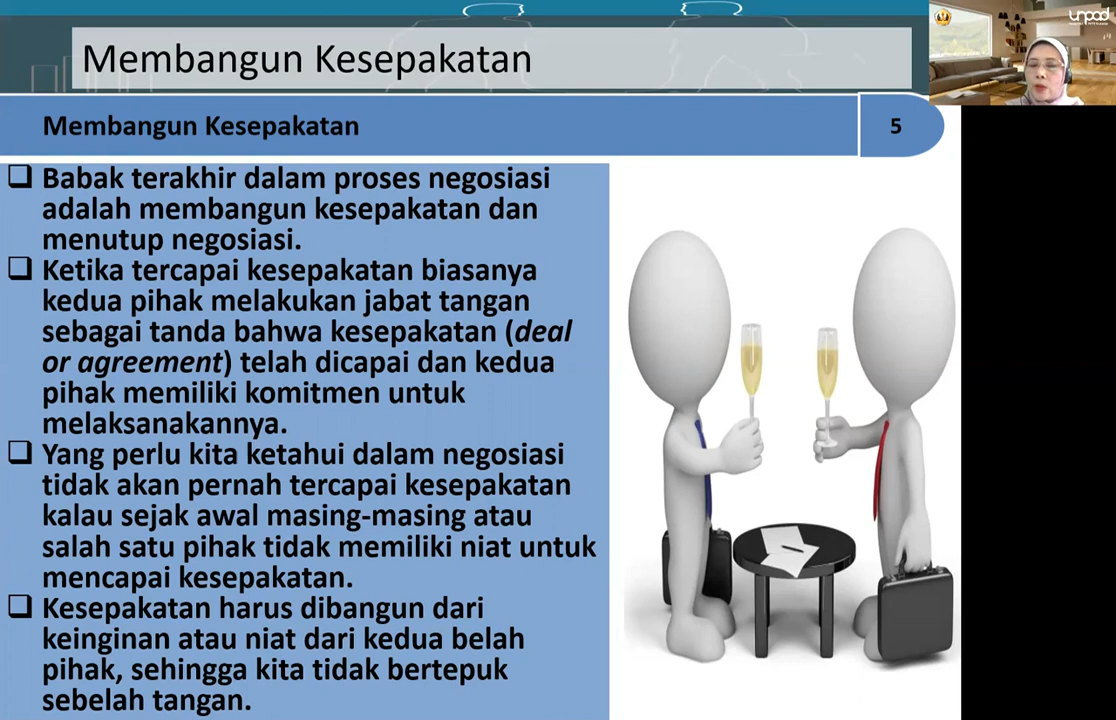 Membangun Kesepakatan
unpad
Membangun Kesepakatan
5
❑ Babak terakhir dalam proses negosiasi
adalah membangun kesepakatan dan
menutup negosiasi.
❑ Ketika tercapai kesepakatan biasanya
kedua pihak melakukan jabat tangan
sebagai tanda bahwa kesepakatan (deal
or agreement) telah dicapai dan kedua
pihak memiliki komitmen untuk
melaksanakannya.
❑ Yang perlu kita ketahui dalam negosiasi
tidak akan pernah tercapai kesepakatan
kalau sejak awal masing-masing atau
salah satu pihak tidak memiliki niat untuk
mencapai kesepakatan.
❑ Kesepakatan harus dibangun dari
keinginan atau niat dari kedua belah
pihak, sehingga kita tidak bertepuk
sebelah tangan.